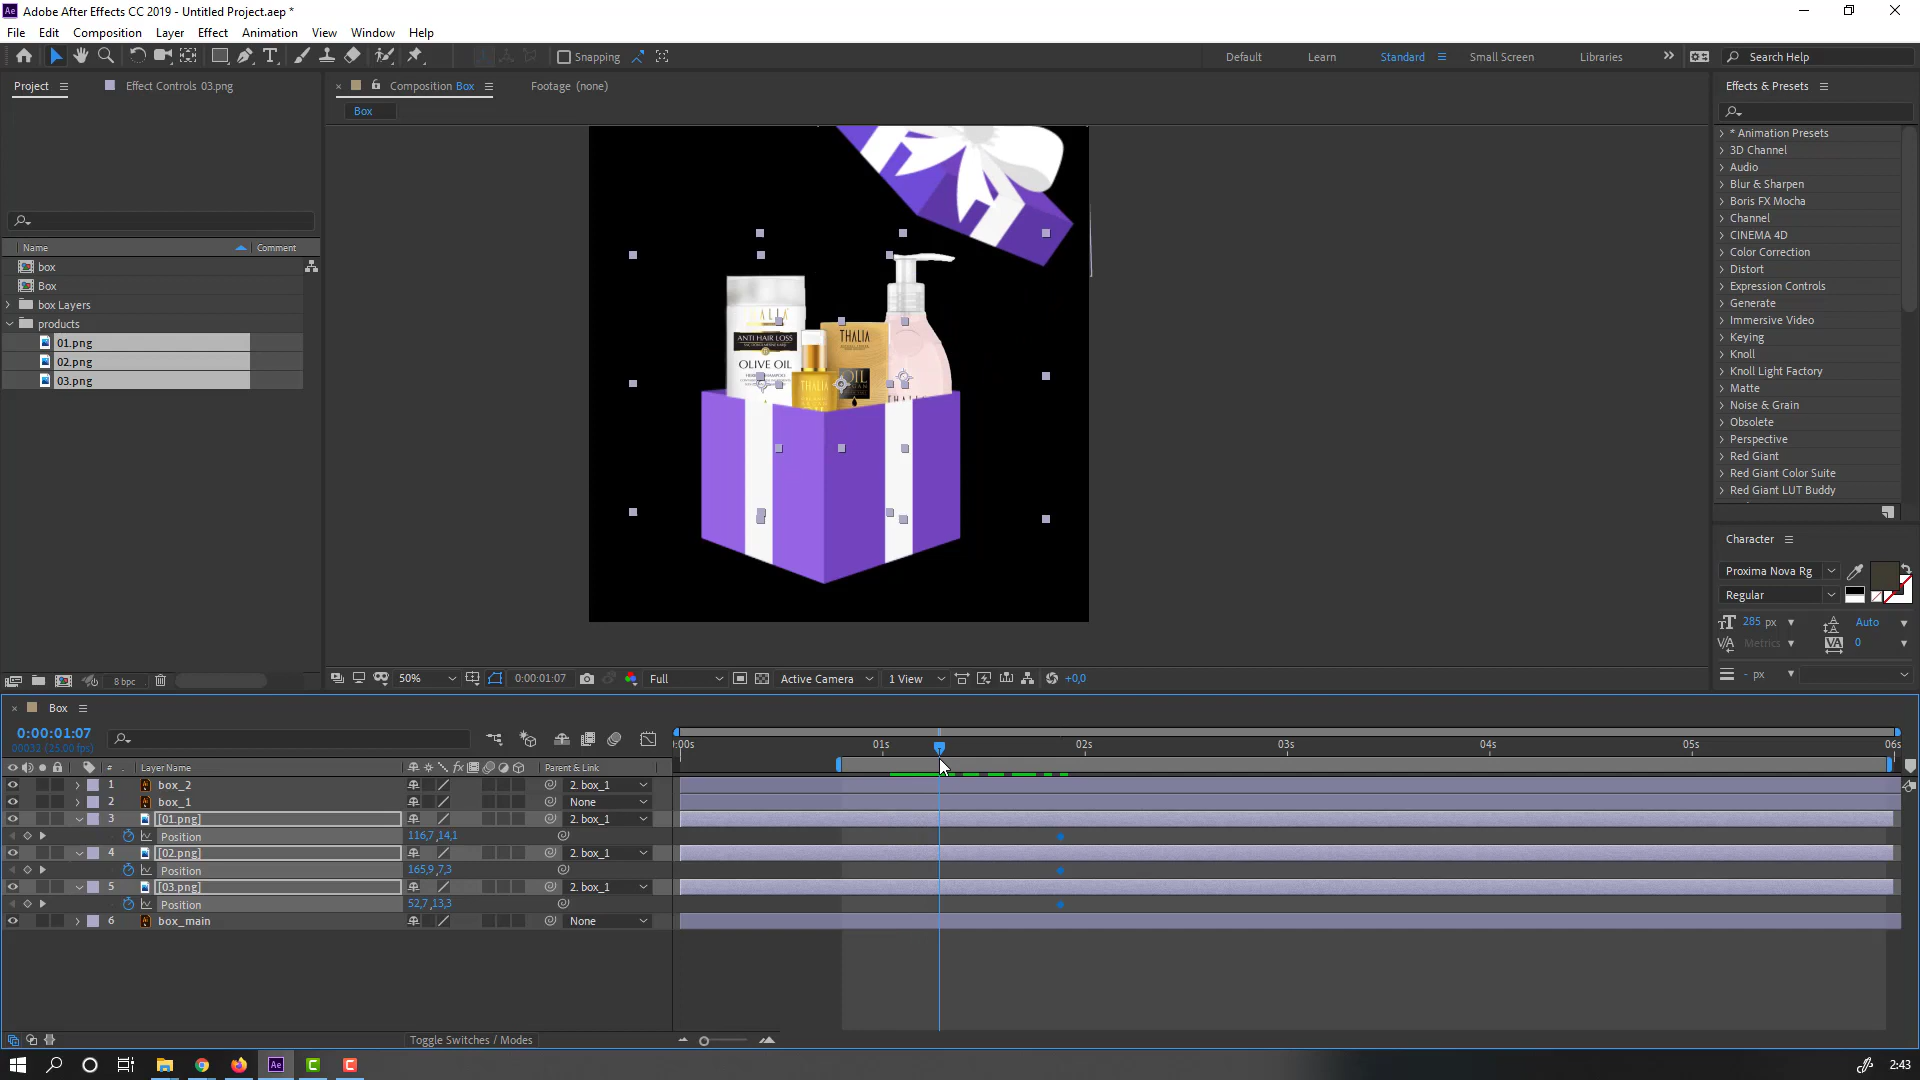 Adobe After Effects CC 2019 - Untitled Project.aep *
File Edit Composition Layer Effect Animation View Window Help
Snapping
Default Learn Standard Small Screen Libraries Search Help
Project Effect Controls 03.png
Composition Box Footage (none)
Box
Name Comment
box
Box
box Layers
products
01.png
02.png
03.png
8 bpc
THALIA
ANTI HAIR LOSS
OLIVE OIL
THALIA
THALIA
OIL
50% 0:00:01:07 Full Active Camera 1 View +0,0
Effects & Presets
* Animation Presets
3D Channel
Audio
Blur & Sharpen
Boris FX Mocha
Channel
CINEMA 4D
Color Correction
Distort
Expression Controls
Generate
Immersive Video
Keying
Knoll
Knoll Light Factory
Matte
Noise & Grain
Obsolete
Perspective
Red Giant
Red Giant Color Suite
Red Giant LUT Buddy
Character
Proxima Nova Rg
Regular
285 px Auto
Metrics 0
- px
Box
0:00:01:07
00032 (25.00 fps)
:00s 01s 02s 03s 04s 05s 06s
# Layer Name Parent & Link
1 box_2 2. box_1
2 box_1 None
3 [01.png] 2. box_1
Position 116,7 ,14,1
4 [02.png] 2. box_1
Position 165,9 ,7,3
5 [03.png] 2. box_1
Position 52,7 ,13,3
6 box_main None
Toggle Switches / Modes
2:43